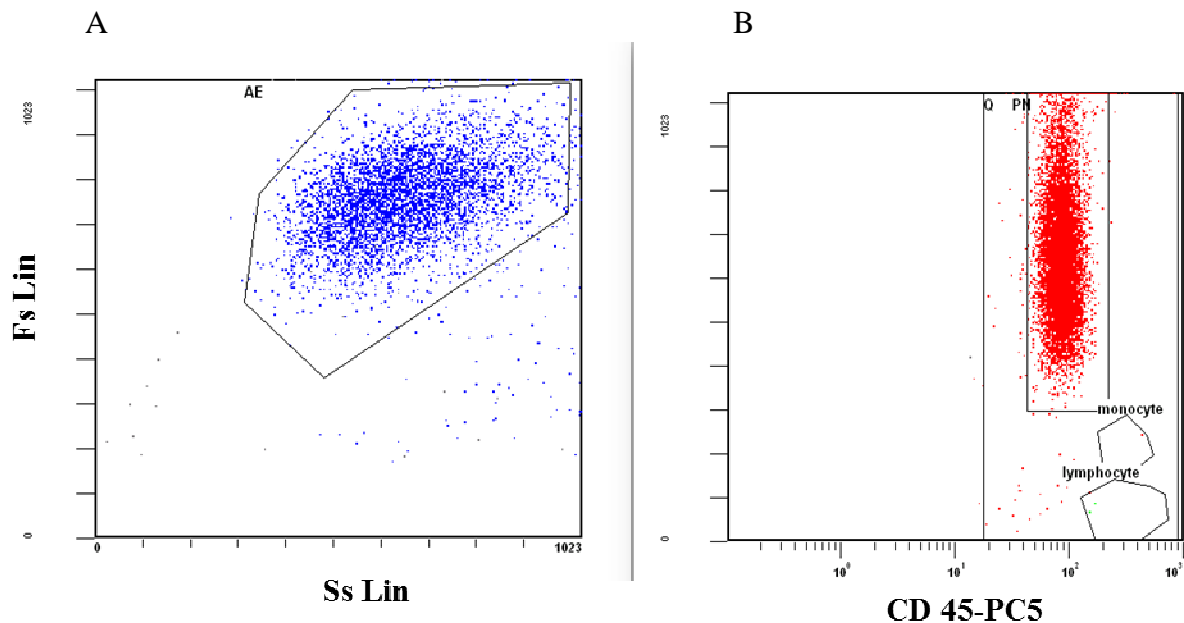 A
AE
1023
0
Fs Lin
0
1023
Ss Lin
B
Q
PN
1023
0
monocyte
lymphocyte
10⁰
10¹
10²
10³
CD 45-PC5